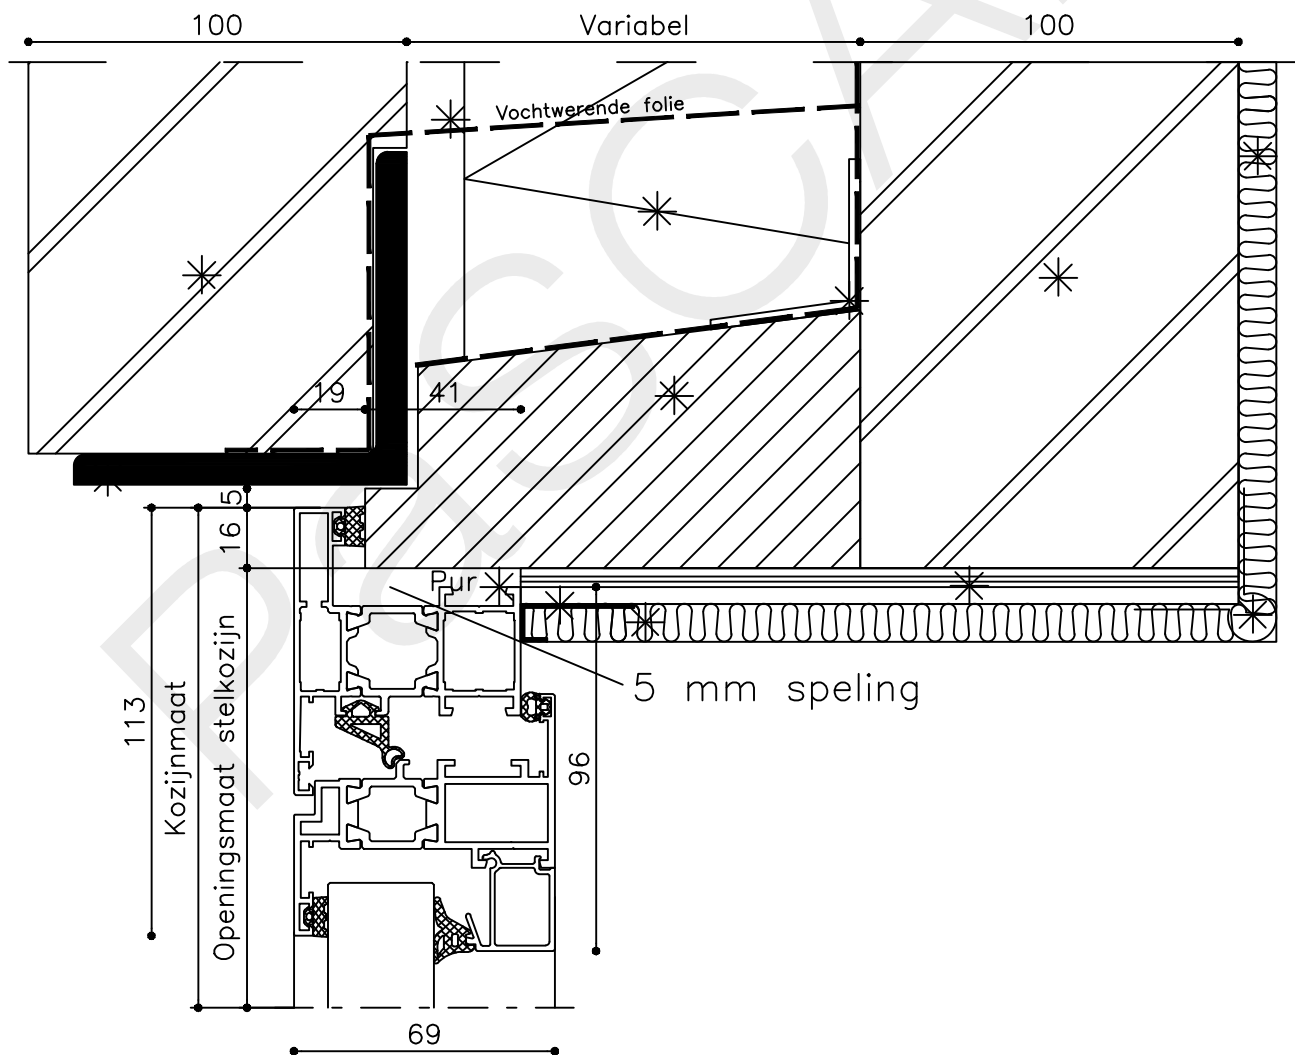 100
Variabel
100
Vochtwerende folie
19
41
5
16
Pur
5 mm speling
113
Kozijnmaat
Openingsmaat stelkozijn
96
69
PaSCA